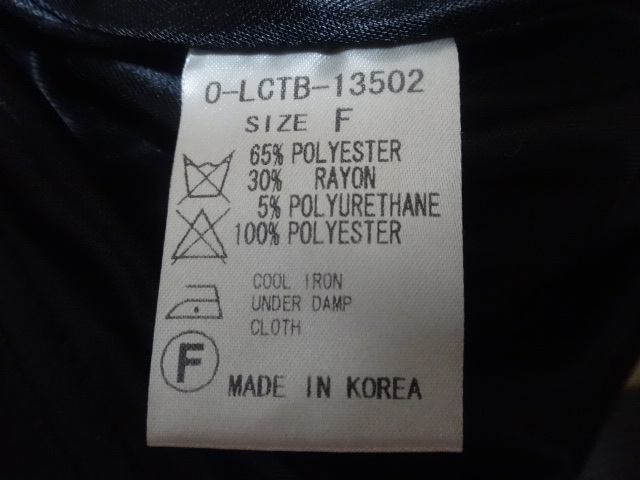 O-LCTB-13502
SIZE F
65% POLYESTER
30% RAYON
5% POLYURETHANE
100% POLYESTER
COOL IRON
UNDER DAMP
CLOTH
F
MADE IN KOREA